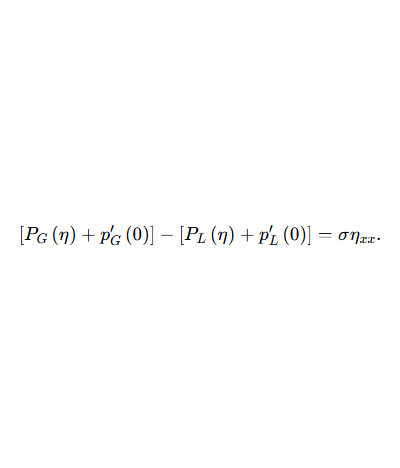 [P_G (η) + p′_G (0)] − [P_L (η) + p′_L (0)] = ση_{xx}.